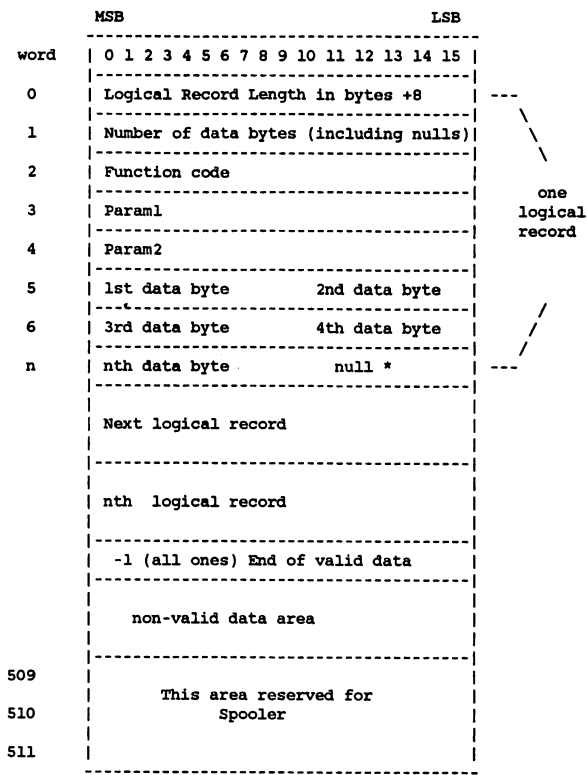 MSB LSB
word 0 1 2 3 4 5 6 7 8 9 10 11 12 13 14 15
0 Logical Record Length in bytes +8
1 Number of data bytes (including nulls)
2 Function code
one
3 Param1 logical
record
4 Param2
5 1st data byte 2nd data byte
6 3rd data byte 4th data byte
n nth data byte null *
Next logical record
nth logical record
-1 (all ones) End of valid data
non-valid data area
509
This area reserved for
510 Spooler
511